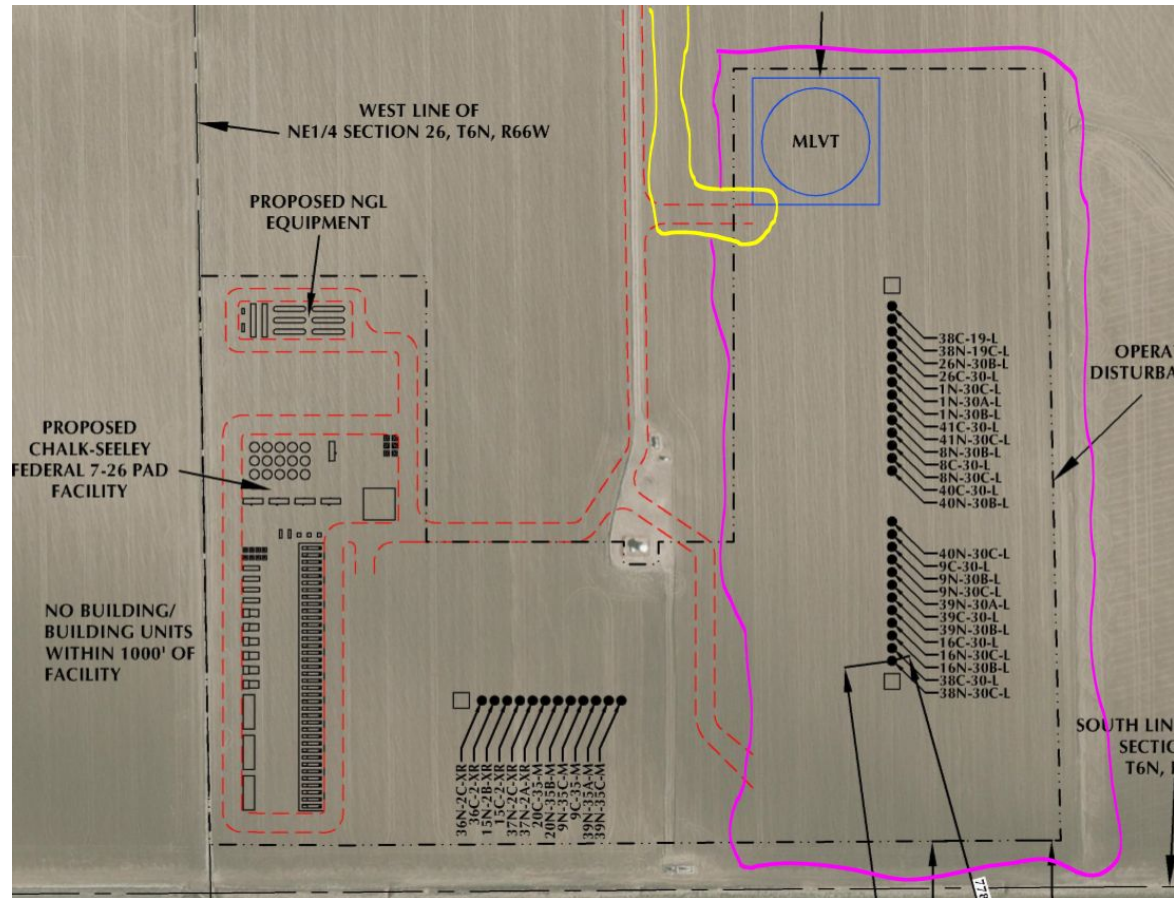 WEST LINE OF
NE1/4 SECTION 26, T6N, R66W
MLVT
PROPOSED NGL
EQUIPMENT
38C-19-L
38N-19C-L
26N-30B-L
26C-30-L
1N-30C-L
1N-30A-L
1N-30B-L
41C-30-L
41N-30C-L
8N-30B-L
8C-30-L
8N-30C-L
40C-30-L
40N-30B-L
OPERA
DISTURBA
PROPOSED
CHALK-SEELEY
FEDERAL 7-26 PAD
FACILITY
40N-30C-L
9C-30-L
9N-30B-L
9N-30C-L
39N-30A-L
39C-30-L
39N-30B-L
16C-30-L
16N-30C-L
16N-30B-L
38C-30-L
38N-30C-L
NO BUILDING/
BUILDING UNITS
WITHIN 1000' OF
FACILITY
SOUTH LIN
SECTIO
T6N,
36N-2C-XR
36C-2-XR
15N-2B-XR
15C-2-XR
37N-2C-XR
37N-2A-XR
20C-35-M
20N-35B-M
9N-35C-M
9C-35-M
39N-35A-M
39N-35C-M
778